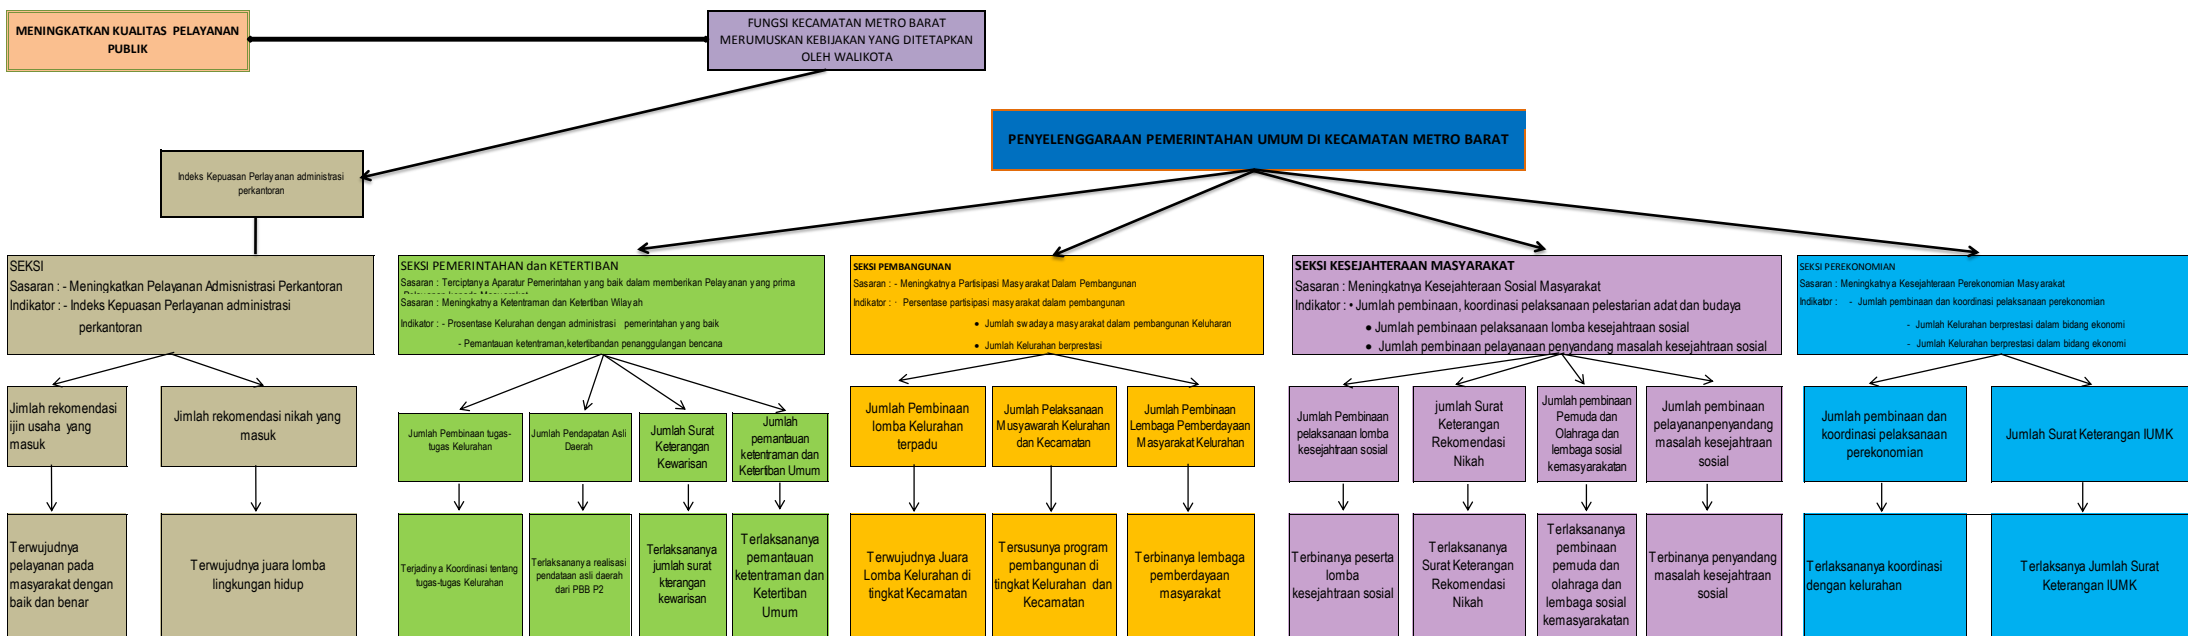 MENINGKATKAN KUALITAS PELAYANAN
PUBLIK
FUNGSI KECAMATAN METRO BARAT
MERUMUSKAN KEBIJAKAN YANG DITETAPKAN
OLEH WALIKOTA
PENYELENGGARAAN PEMERINTAHAN UMUM DI KECAMATAN METRO BARAT
Indeks Kepuasan Perlayanan administrasi
perkantoran
SEKSI
Sasaran : - Meningkatkan Pelayanan Admisnistrasi Perkantoran
Indikator : - Indeks Kepuasan Perlayanan administrasi
perkantoran
SEKSI PEMERINTAHAN dan KETERTIBAN
Sasaran : Terciptanya Aparatur Pemerintahan yang baik dalam memberikan Pelayanan yang prima
Sasaran : Meningkatnya Ketentraman dan Ketertiban Wilayah
Indikator : - Prosentase Kelurahan dengan administrasi pemerintahan yang baik
- Pemantauan ketentraman,ketertibandan penanggulangan bencana
SEKSI PEMBANGUNAN
Sasaran : - Meningkatnya Partisipasi Masyarakat Dalam Pembangunan
Indikator : · Persentase partisipasi masyarakat dalam pembangunan
• Jumlah swadaya masyarakat dalam pembangunan Keluharan
• Jumlah Kelurahan berprestasi
SEKSI KESEJAHTERAAN MASYARAKAT
Sasaran : Meningkatnya Kesejahteraan Sosial Masyarakat
Indikator : • Jumlah pembinaan, koordinasi pelaksanaan pelestarian adat dan budaya
• Jumlah pembinaan pelaksanaan lomba kesejahtraan sosial
• Jumlah pembinaan pelayanaan penyandang masalah kesejahtraan sosial
SEKSI PEREKONOMIAN
Sasaran : Meningkatnya Kesejahteraan Perekonomian Masyarakat
Indikator : - Jumlah pembinaan dan koordinasi pelaksanaan perekonomian
- Jumlah Kelurahan berprestasi dalam bidang ekonomi
- Jumlah Kelurahan berprestasi dalam bidang ekonomi
Jimlah rekomendasi
ijin usaha yang
masuk
Jimlah rekomendasi nikah yang
masuk
Jumlah Pembinaan tugas-
tugas Kelurahan
Jumlah Pendapatan Asli
Daerah
Jumlah Surat
Keterangan
Kewarisan
Jumlah
pemantauan
ketentraman dan
Ketertiban Umum
Jumlah Pembinaan
lomba Kelurahan
terpadu
Jumlah Pelaksanaan
Musyawarah Kelurahan
dan Kecamatan
Jumlah Pembinaan
Lembaga Pemberdayaan
Masyarakat Kelurahan
Jumlah Pembinaan
pelaksanaan lomba
kesejahtraan sosial
jumlah Surat
Keterangan
Rekomendasi
Nikah
Jumlah pembinaan
Pemuda dan
Olahraga dan
lembaga sosial
kemasyarakatan
Jumlah pembinaan
pelayananpenyandang
masalah kesejahtraan
sosial
Jumlah pembinaan dan
koordinasi pelaksanaan
perekonomian
Jumlah Surat Keterangan IUMK
Terwujudnya
pelayanan pada
masyarakat dengan
baik dan benar
Terwujudnya juara lomba
lingkungan hidup
Terjadinya Koordinasi tentang
tugas-tugas Kelurahan
Terlaksananya realisasi
pendataan asli daerah
dari PBB P2
Terlaksananya
jumlah surat
kterangan
kewarisan
Terlaksananya
pemantauan
ketentraman dan
Ketertiban
Umum
Terwujudnya Juara
Lomba Kelurahan di
tingkat Kecamatan
Tersusunya program
pembangunan di
tingkat Kelurahan dan
Kecamatan
Terbinanya lembaga
pemberdayaan
masyarakat
Terbinanya peserta
lomba
kesejahtraan sosial
Terlaksananya
Surat Keterangan
Rekomendasi
Nikah
Terlaksananya
pembinaan
pemuda dan
olahraga dan
lembaga sosial
kemasyarakatan
Terbinanya penyandang
masalah kesejahtraan
sosial
Terlaksananya koordinasi
dengan kelurahan
Terlaksanya Jumlah Surat
Keterangan IUMK